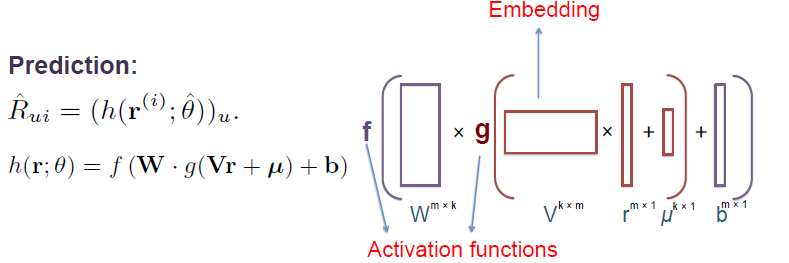 Embedding
Prediction:
R̂ui = (h(r⁽ⁱ⁾; θ̂))u.
h(r; θ) = f (W · g(Vr + μ) + b)
f × g × + +
Wᵐ ˣ ᵏ Vᵏ ˣ ᵐ rᵐ ˣ ¹ μᵏ ˣ ¹ bᵐ ˣ ¹
Activation functions